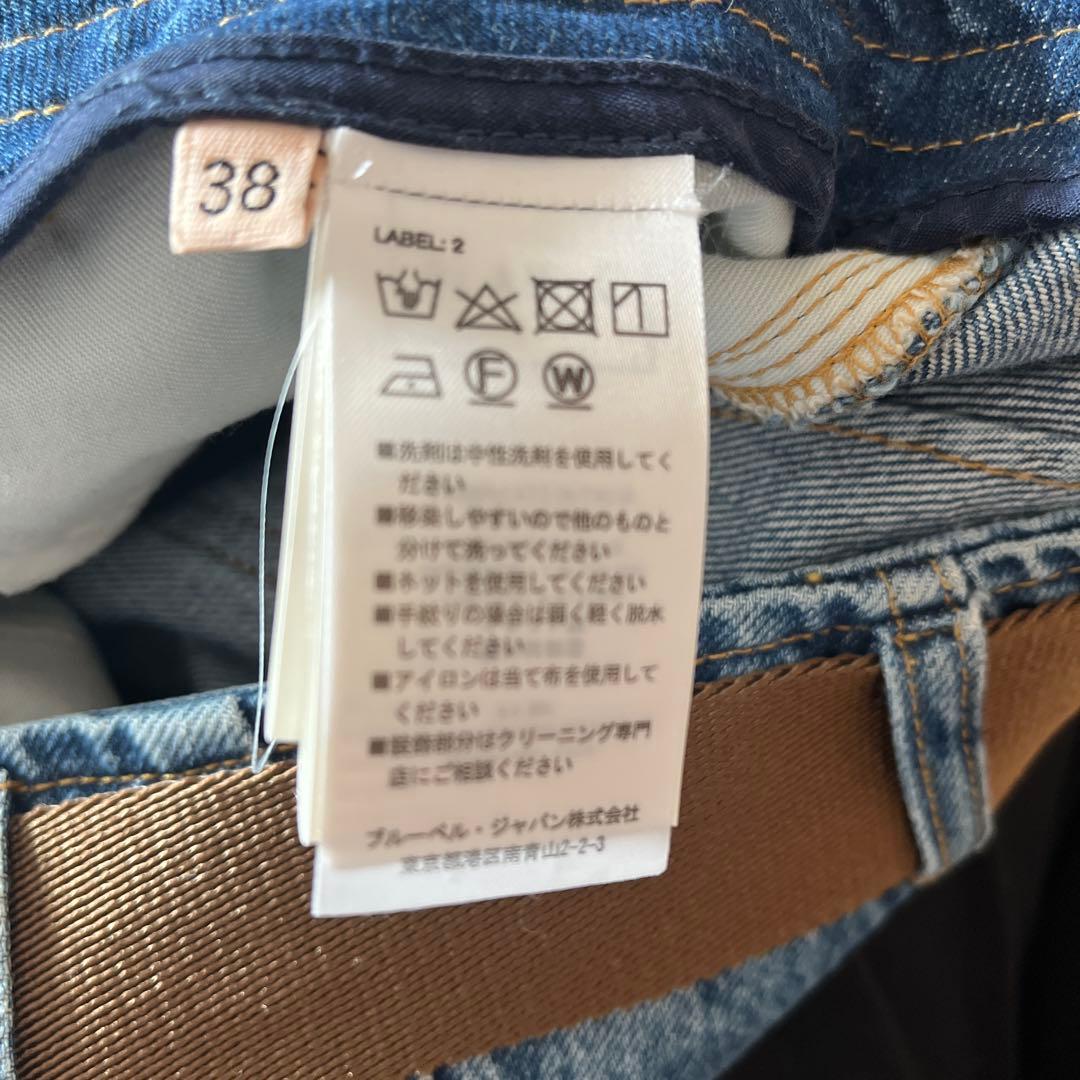 38
LABEL: 2
F W
■洗剤は中性洗剤を使用してく
ださい
■移染しやすいので他のものと
分けて洗ってください
■ネットを使用してください
■手絞りの場合は弱く軽く脱水
してください
■アイロンは当て布を使用して
ください
■装飾部分はクリーニング専門
店にご相談ください
ブルーベル・ジャパン株式会社
東京都港区南青山2-2-3